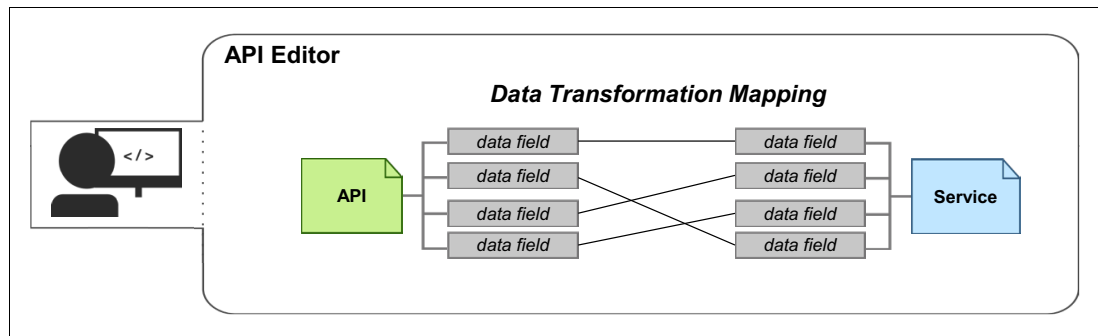 API Editor
Data Transformation Mapping
data field data field
</>
data field data field
API
Service
data field data field
data field data field